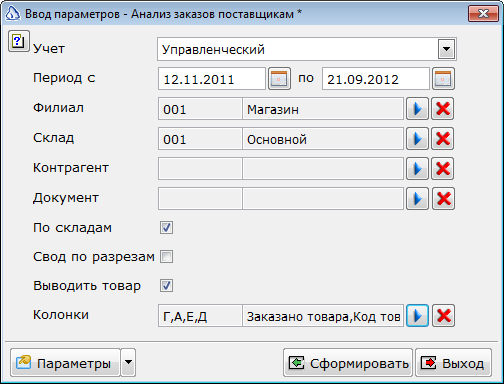 Ввод параметров - Анализ заказов поставщикам *
Учет Управленческий
Период с 12.11.2011 по 21.09.2012
Филиал 001 Магазин
Склад 001 Основной
Контрагент
Документ
По складам
Свод по разрезам
Выводить товар
Колонки Г,А,Е,Д Заказано товара,Код тов
Параметры Сформировать Выход